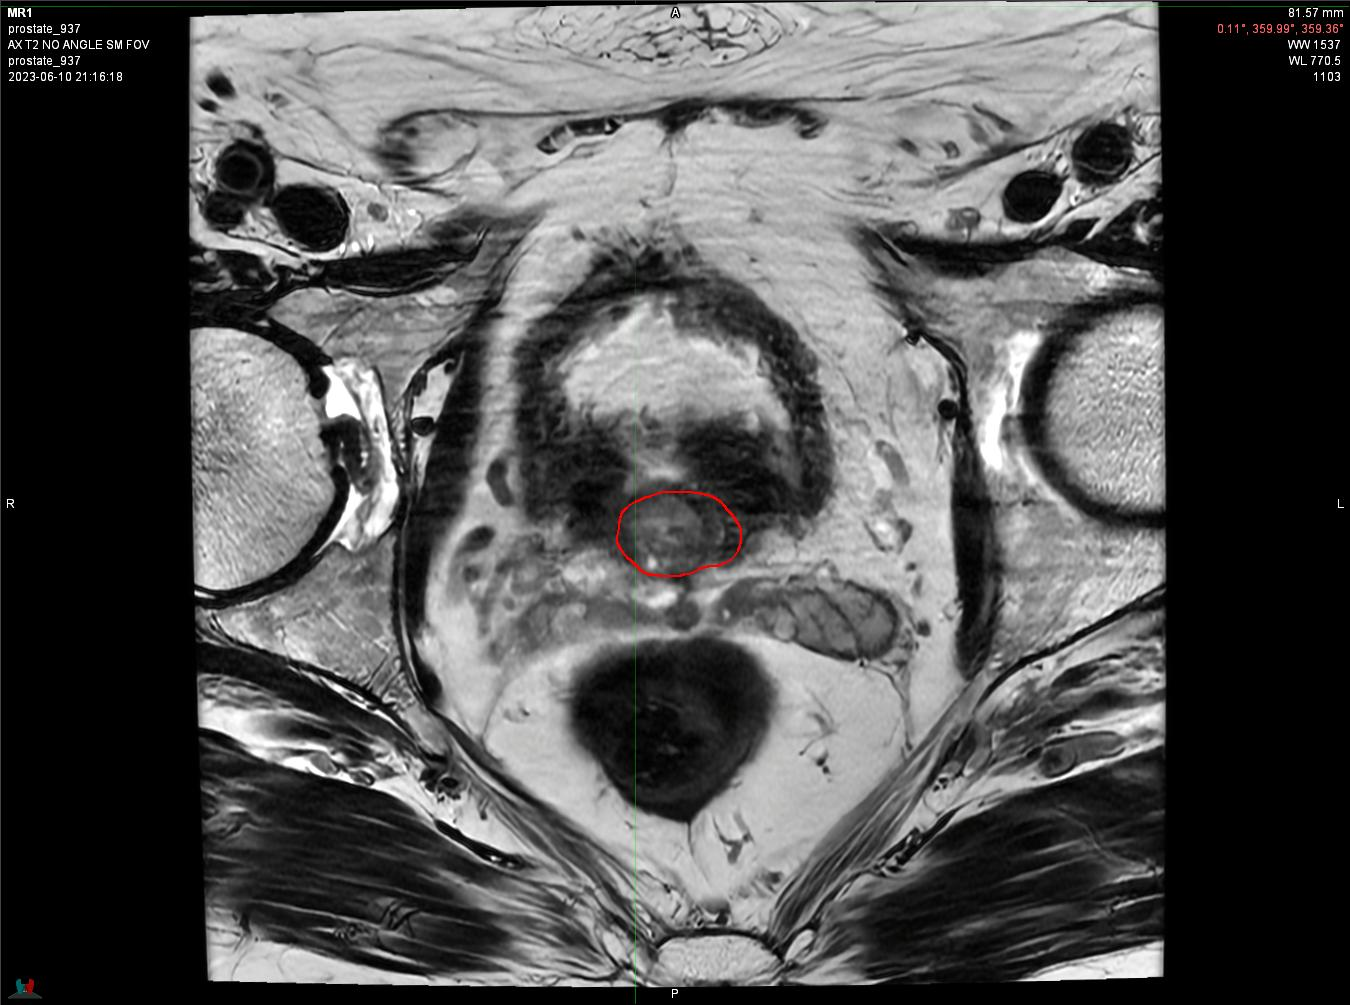 MR1
prostate_937
AX T2 NO ANGLE SM FOV
prostate_937
2023-06-10 21:16:18
A
81.57 mm
0.11°, 359.99°, 359.36°
WW 1537
WL 770.5
1103
R
L
P